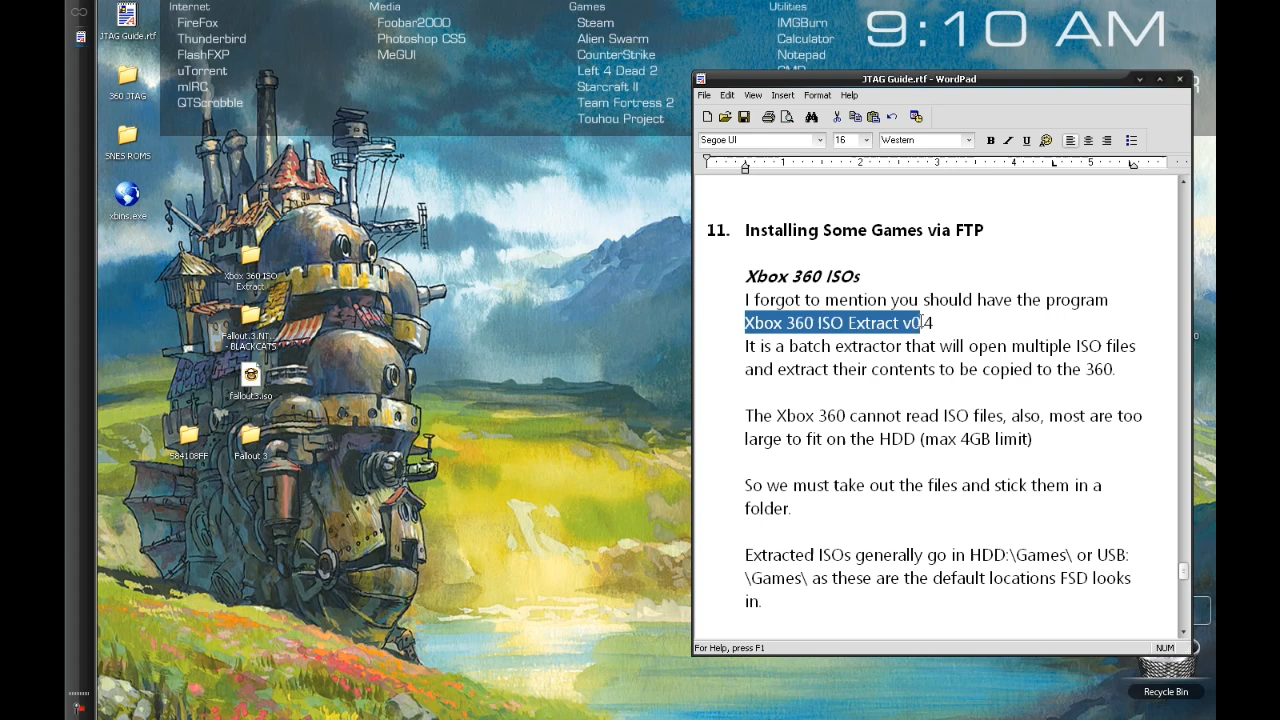 Internet
FireFox
Thunderbird
FlashFXP
uTorrent
mIRC
QTScrobble
Media
Foobar2000
Photoshop CS5
MeGUI
Games
Steam
Alien Swarm
CounterStrike
Left 4 Dead 2
Starcraft II
Team Fortress 2
Touhou Project
Utilities
IMGBurn
Calculator
Notepad
9:10 AM
JTAG Guide.rtf
360 JTAG
SNES ROMS
xbins.exe
Xbox 360 ISO
Extract
Fallout.3.NT...
- BLACKCATS
fallout3.iso
584108FF
Fallout 3
JTAG Guide.rtf - WordPad
File Edit View Insert Format Help
Segoe UI 16 Western
B I U
1 2 3 4 5
11. Installing Some Games via FTP
Xbox 360 ISOs
I forgot to mention you should have the program
Xbox 360 ISO Extract v0.4
It is a batch extractor that will open multiple ISO files
and extract their contents to be copied to the 360.
The Xbox 360 cannot read ISO files, also, most are too
large to fit on the HDD (max 4GB limit)
So we must take out the files and stick them in a
folder.
Extracted ISOs generally go in HDD:\Games\ or USB:
\Games\ as these are the default locations FSD looks
in.
For Help, press F1
NUM
Recycle Bin